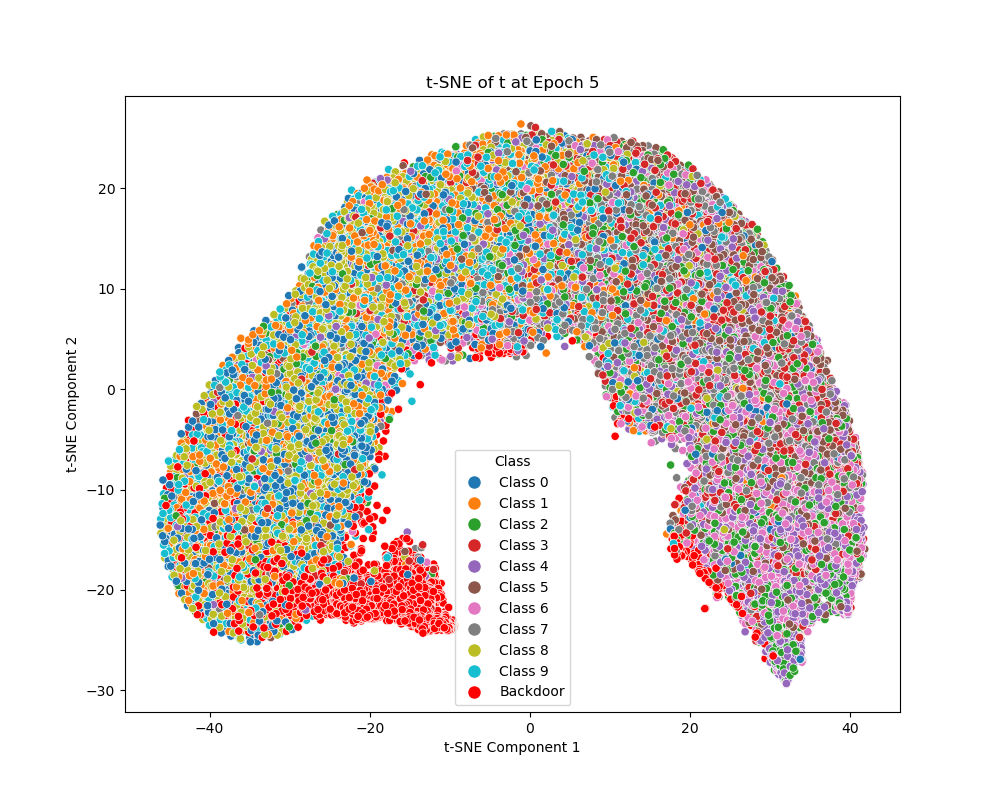 t-SNE of t at Epoch 5
t-SNE Component 2
20
10
0
−10
−20
−30
Class
Class 0
Class 1
Class 2
Class 3
Class 4
Class 5
Class 6
Class 7
Class 8
Class 9
Backdoor
−40
−20
0
20
40
t-SNE Component 1